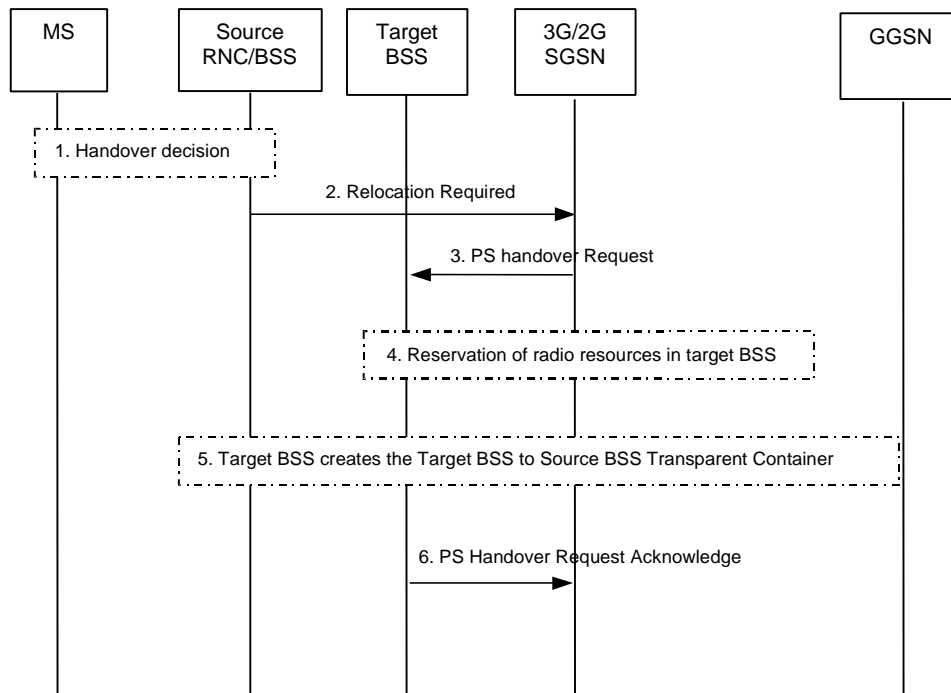 MS
Source
RNC/BSS
Target
BSS
3G/2G
SGSN
GGSN
1. Handover decision
2. Relocation Required
3. PS handover Request
4. Reservation of radio resources in target BSS
5. Target BSS creates the Target BSS to Source BSS Transparent Container
6. PS Handover Request Acknowledge